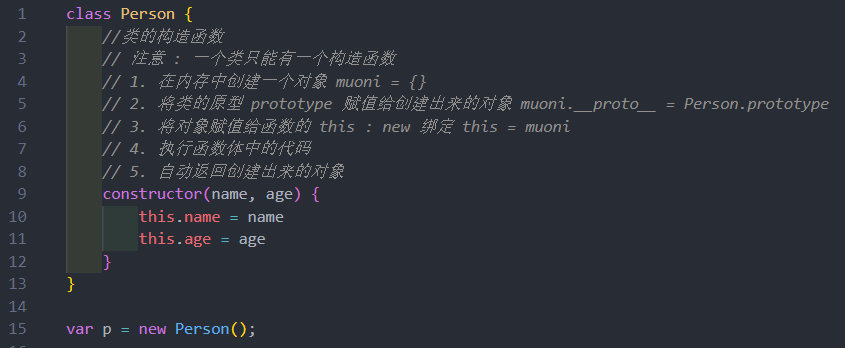 1 class Person {
2 //类的构造函数
3 // 注意 : 一个类只能有一个构造函数
4 // 1. 在内存中创建一个对象 muoni = {}
5 // 2. 将类的原型 prototype 赋值给创建出来的对象 muoni.__proto__ = Person.prototype
6 // 3. 将对象赋值给函数的 this : new 绑定 this = muoni
7 // 4. 执行函数体中的代码
8 // 5. 自动返回创建出来的对象
9 constructor(name, age) {
10 this.name = name
11 this.age = age
12 }
13 }
14
15 var p = new Person();